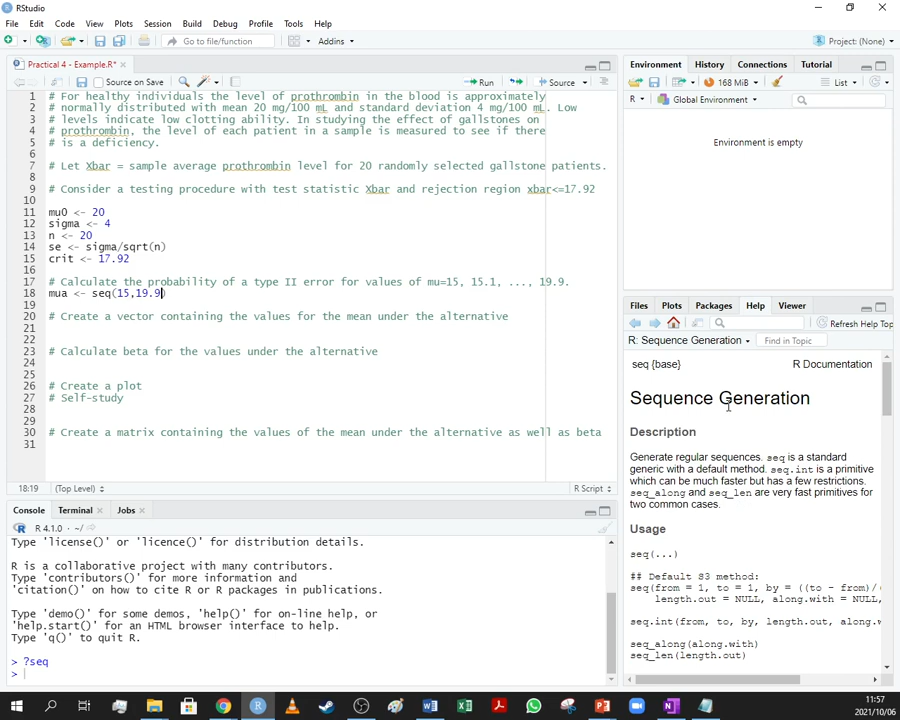 RStudio
File Edit Code View Plots Session Build Debug Profile Tools Help
Go to file/function Addins Project: (None)
Practical 4 - Example.R*
Source on Save Run Source
1 # For healthy individuals the level of prothrombin in the blood is approximately
2 # normally distributed with mean 20 mg/100 mL and standard deviation 4 mg/100 mL. Low
3 # levels indicate low clotting ability. In studying the effect of gallstones on
4 # prothrombin, the level of each patient in a sample is measured to see if there
5 # is a deficiency.
6
7 # Let Xbar = sample average prothrombin level for 20 randomly selected gallstone patients.
8
9 # Consider a testing procedure with test statistic Xbar and rejection region xbar<=17.92
10
11 mu0 <- 20
12 sigma <- 4
13 n <- 20
14 se <- sigma/sqrt(n)
15 crit <- 17.92
16
17 # Calculate the probability of a type II error for values of mu=15, 15.1, ..., 19.9.
18 mua <- seq(15,19.9)
19
20 # Create a vector containing the values for the mean under the alternative
21
22
23 # Calculate beta for the values under the alternative
24
25
26 # Create a plot
27 # Self-study
28
29
30 # Create a matrix containing the values of the mean under the alternative as well as beta
31
18:19 (Top Level) R Script
Console Terminal Jobs
R 4.1.0 · ~/
Type 'license()' or 'licence()' for distribution details.
R is a collaborative project with many contributors.
Type 'contributors()' for more information and
'citation()' on how to cite R or R packages in publications.
Type 'demo()' for some demos, 'help()' for on-line help, or
'help.start()' for an HTML browser interface to help.
Type 'q()' to quit R.
> ?seq
>
Environment History Connections Tutorial
168 MiB List
R Global Environment
Environment is empty
Files Plots Packages Help Viewer
Refresh Help Top
R: Sequence Generation Find in Topic
seq {base} R Documentation
Sequence Generation
Description
Generate regular sequences. seq is a standard
generic with a default method. seq.int is a primitive
which can be much faster but has a few restrictions.
seq_along and seq_len are very fast primitives for
two common cases.
Usage
seq(...)
## Default S3 method:
seq(from = 1, to = 1, by = ((to - from)/(
length.out = NULL, along.with = NULL,
seq.int(from, to, by, length.out, along.w
seq_along(along.with)
seq_len(length.out)
11:57
2021/10/06